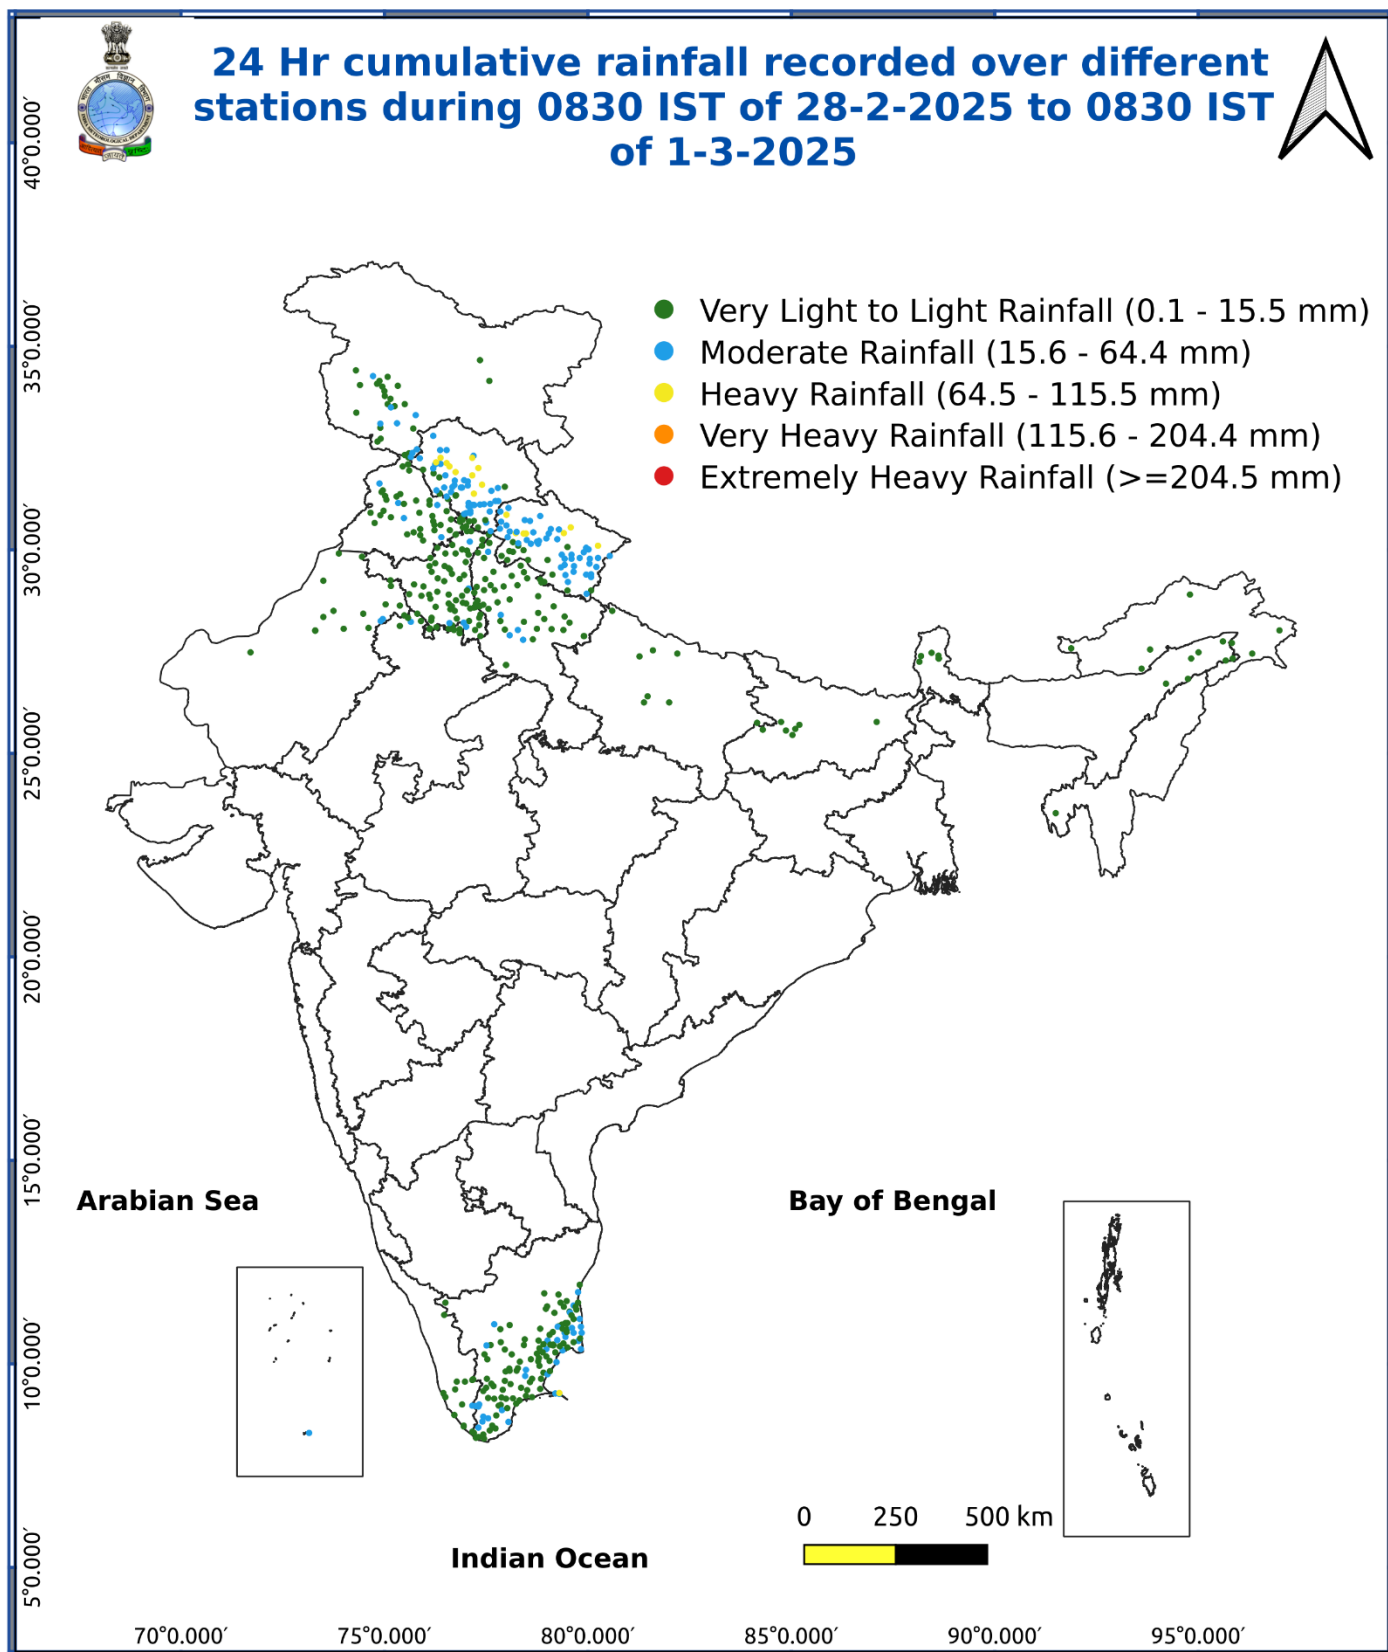 24 Hr cumulative rainfall recorded over different
stations during 0830 IST of 28-2-2025 to 0830 IST
of 1-3-2025
Very Light to Light Rainfall (0.1 - 15.5 mm)
Moderate Rainfall (15.6 - 64.4 mm)
Heavy Rainfall (64.5 - 115.5 mm)
Very Heavy Rainfall (115.6 - 204.4 mm)
Extremely Heavy Rainfall (>=204.5 mm)
40°0.000′
35°0.000′
30°0.000′
25°0.000′
20°0.000′
15°0.000′
10°0.000′
5°0.000′
Arabian Sea
Bay of Bengal
Indian Ocean
0 250 500 km
70°0.000′ 75°0.000′ 80°0.000′ 85°0.000′ 90°0.000′ 95°0.000′